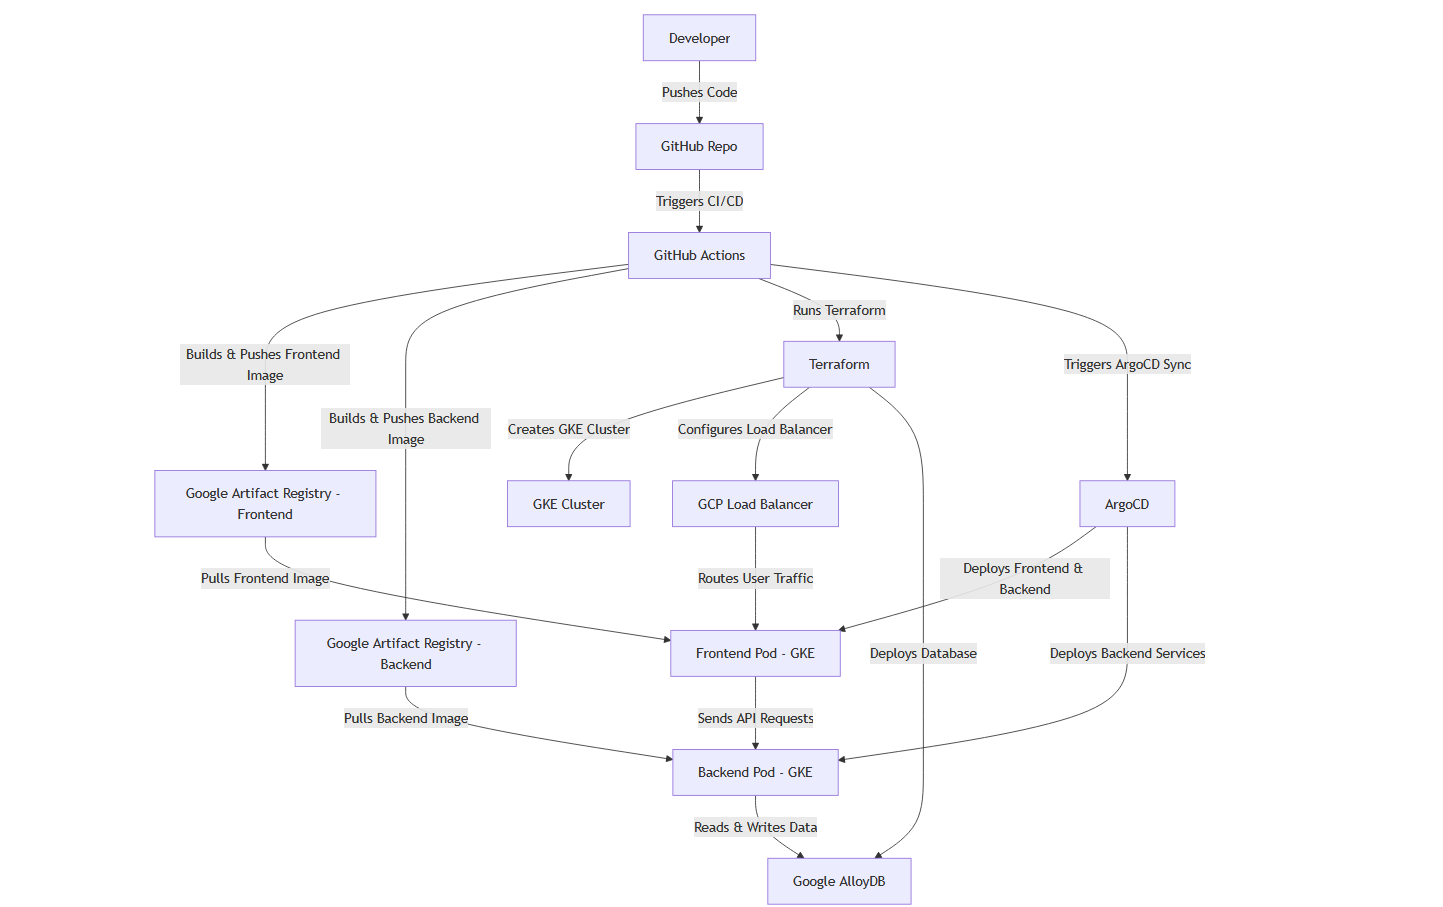 Developer
Pushes Code
GitHub Repo
Triggers CI/CD
GitHub Actions
Runs Terraform
Builds & Pushes Frontend
Image
Terraform
Triggers ArgoCD Sync
Builds & Pushes Backend
Image
Creates GKE Cluster
Configures Load Balancer
Google Artifact Registry -
Frontend
GKE Cluster
GCP Load Balancer
ArgoCD
Pulls Frontend Image
Routes User Traffic
Deploys Frontend &
Backend
Google Artifact Registry -
Backend
Frontend Pod - GKE
Deploys Database
Deploys Backend Services
Pulls Backend Image
Sends API Requests
Backend Pod - GKE
Reads & Writes Data
Google AlloyDB